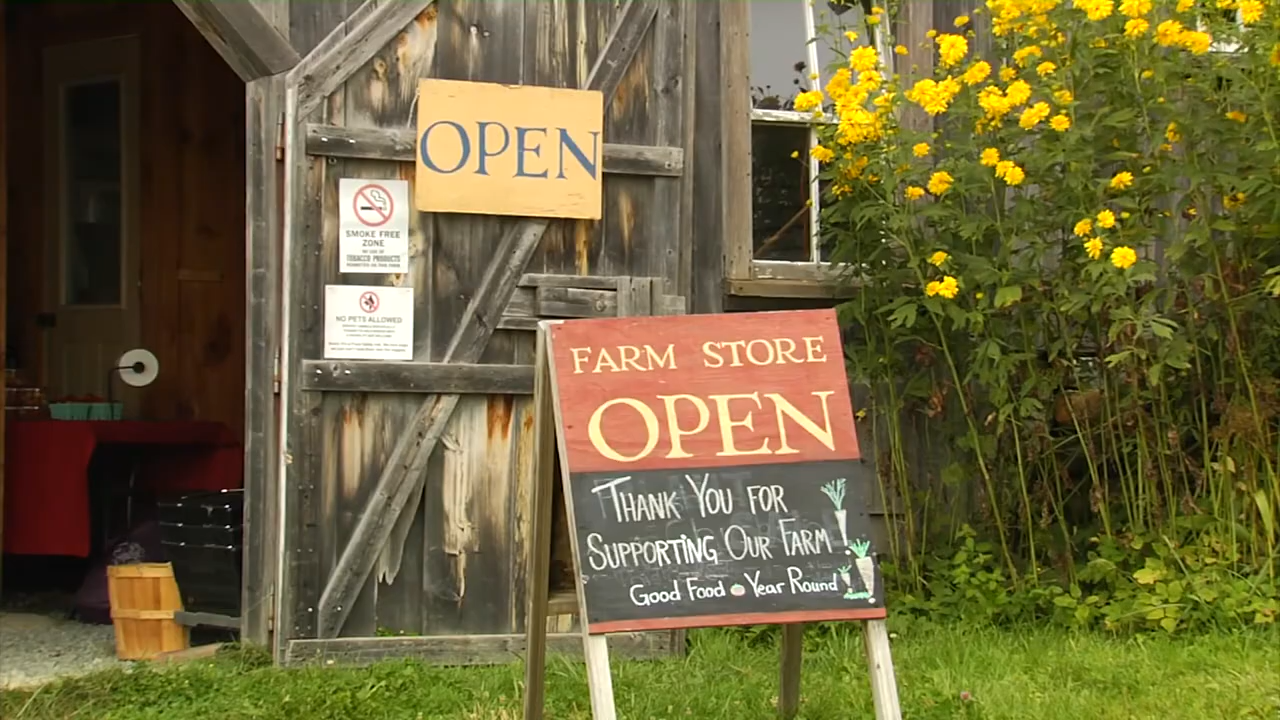 OPEN
SMOKE FREE
ZONE
TOBACCO PRODUCTS
NO PETS ALLOWED
FARM STORE
OPEN
THANK YOU FOR
SUPPORTING OUR FARM
GOOD FOOD YEAR ROUND